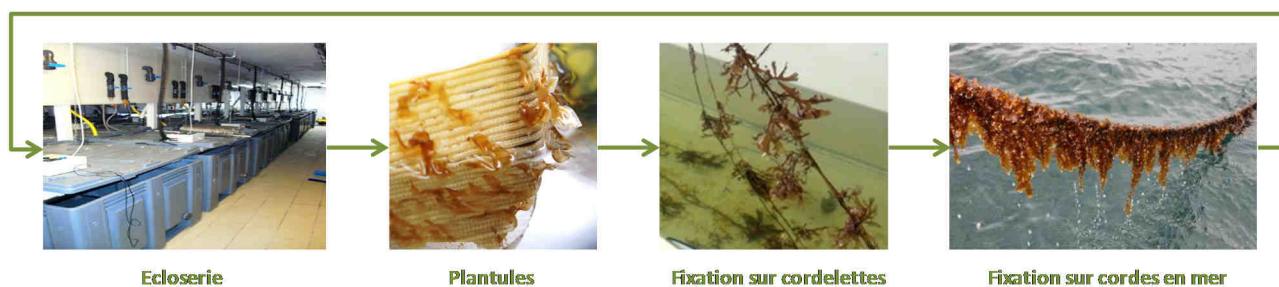 Ecloserie
Plantules
Fixation sur cordelettes
Fixation sur cordes en mer